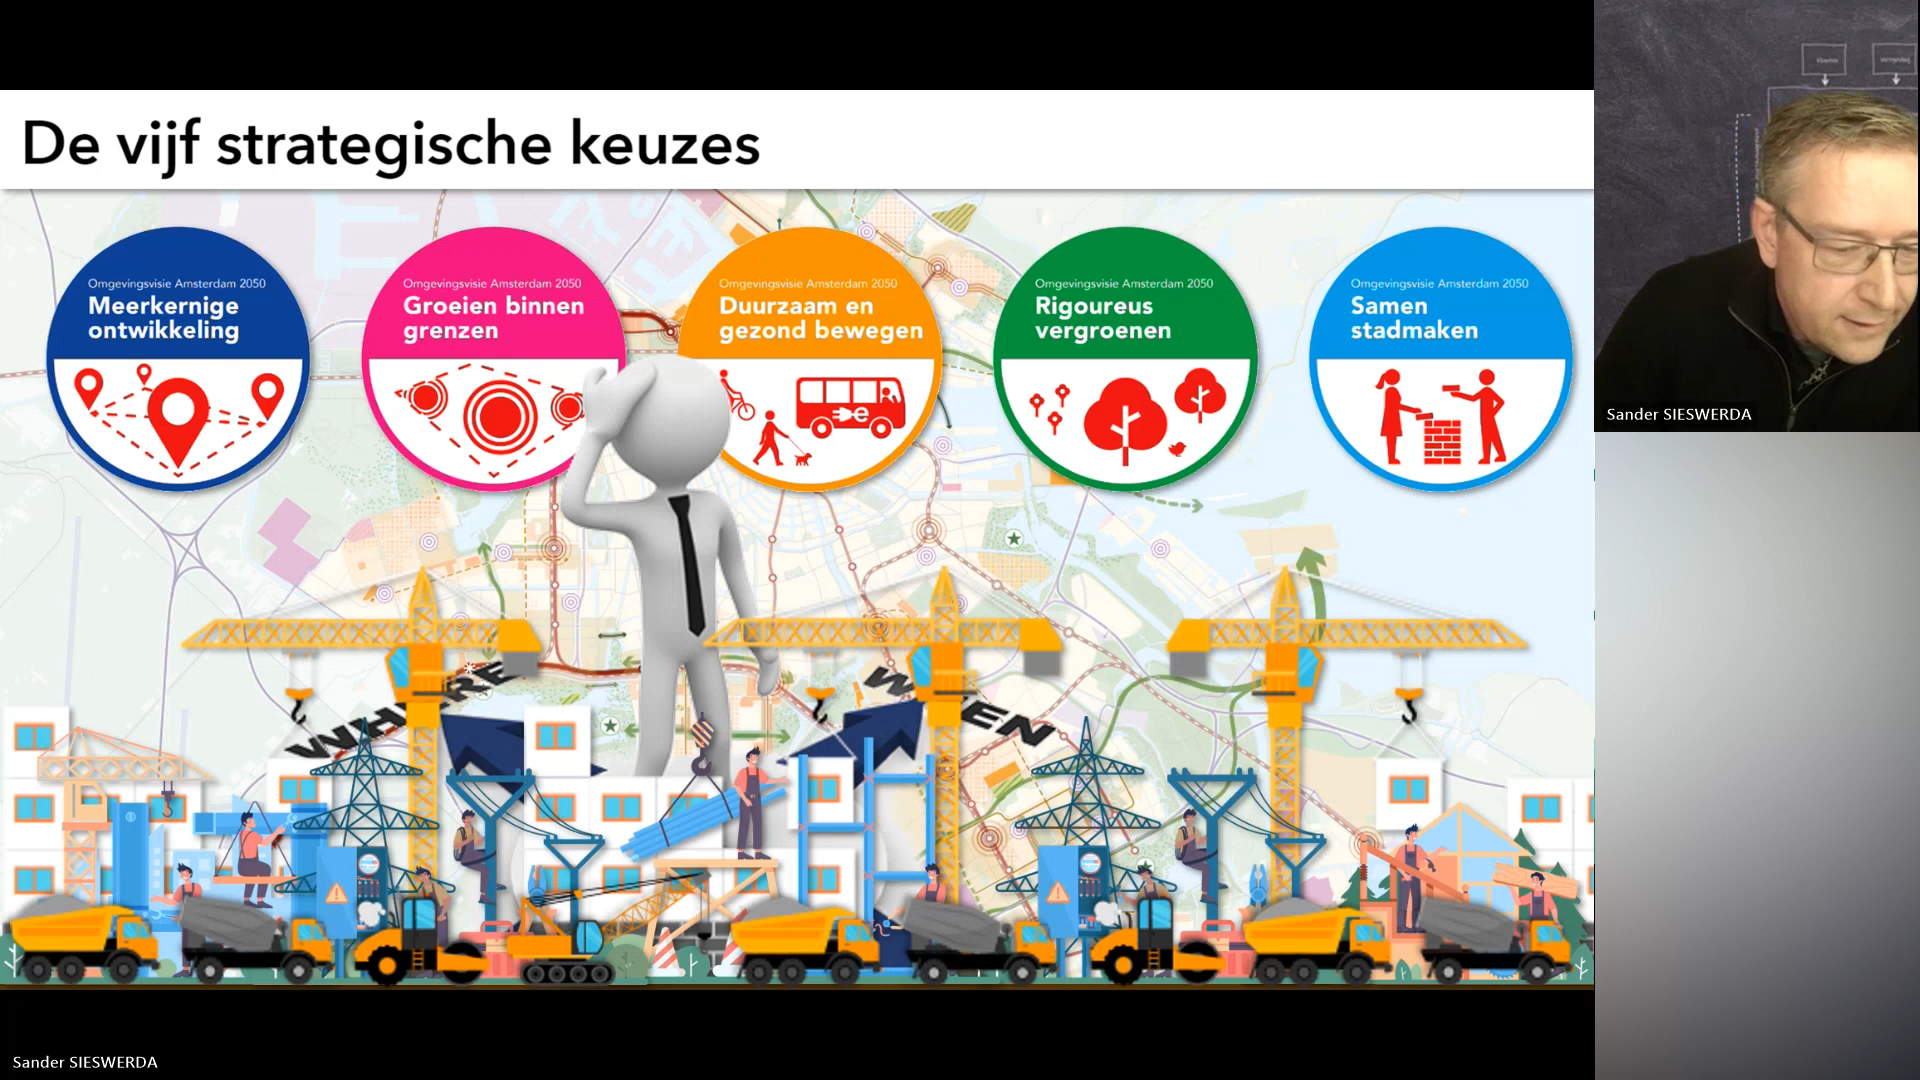 De vijf strategische keuzes
Omgevingsvisie Amsterdam 2050
Meerkernige
ontwikkeling
Omgevingsvisie Amsterdam 2050
Groeien binnen
grenzen
Omgevingsvisie Amsterdam 2050
Duurzaam en
gezond bewegen
Omgevingsvisie Amsterdam 2050
Rigoureus
vergroenen
Omgevingsvisie Amsterdam 2050
Samen
stadmaken
Sander SIESWERDA
Sander SIESWERDA